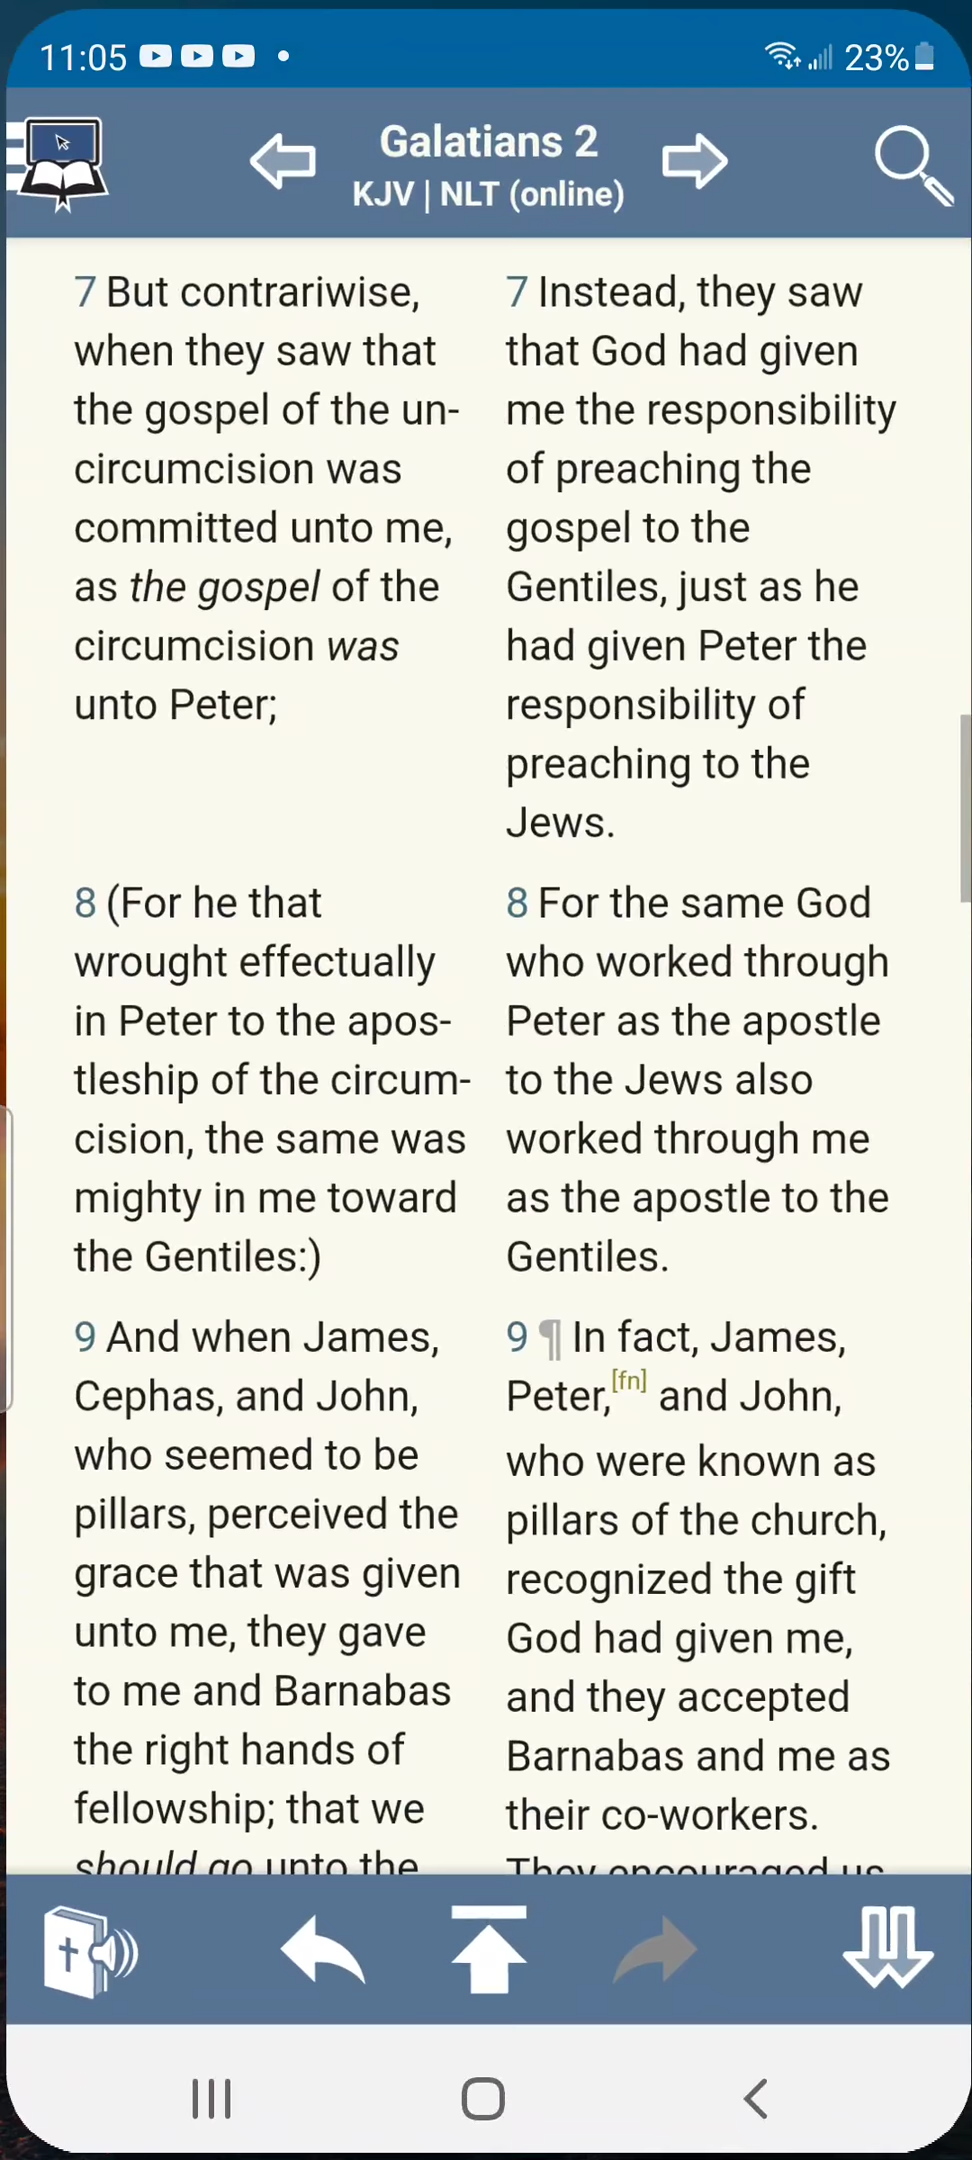 11:05
23%
Galatians 2
KJV | NLT (online)
7 But contrariwise,
when they saw that
the gospel of the un-
circumcision was
committed unto me,
as the gospel of the
circumcision was
unto Peter;
7 Instead, they saw
that God had given
me the responsibility
of preaching the
gospel to the
Gentiles, just as he
had given Peter the
responsibility of
preaching to the
Jews.
8 (For he that
wrought effectually
in Peter to the apos-
tleship of the circum-
cision, the same was
mighty in me toward
the Gentiles:)
8 For the same God
who worked through
Peter as the apostle
to the Jews also
worked through me
as the apostle to the
Gentiles.
9 And when James,
Cephas, and John,
who seemed to be
pillars, perceived the
grace that was given
unto me, they gave
to me and Barnabas
the right hands of
fellowship; that we
should go unto the
9 ¶ In fact, James,
Peter,[fn] and John,
who were known as
pillars of the church,
recognized the gift
God had given me,
and they accepted
Barnabas and me as
their co-workers.
They encouraged us